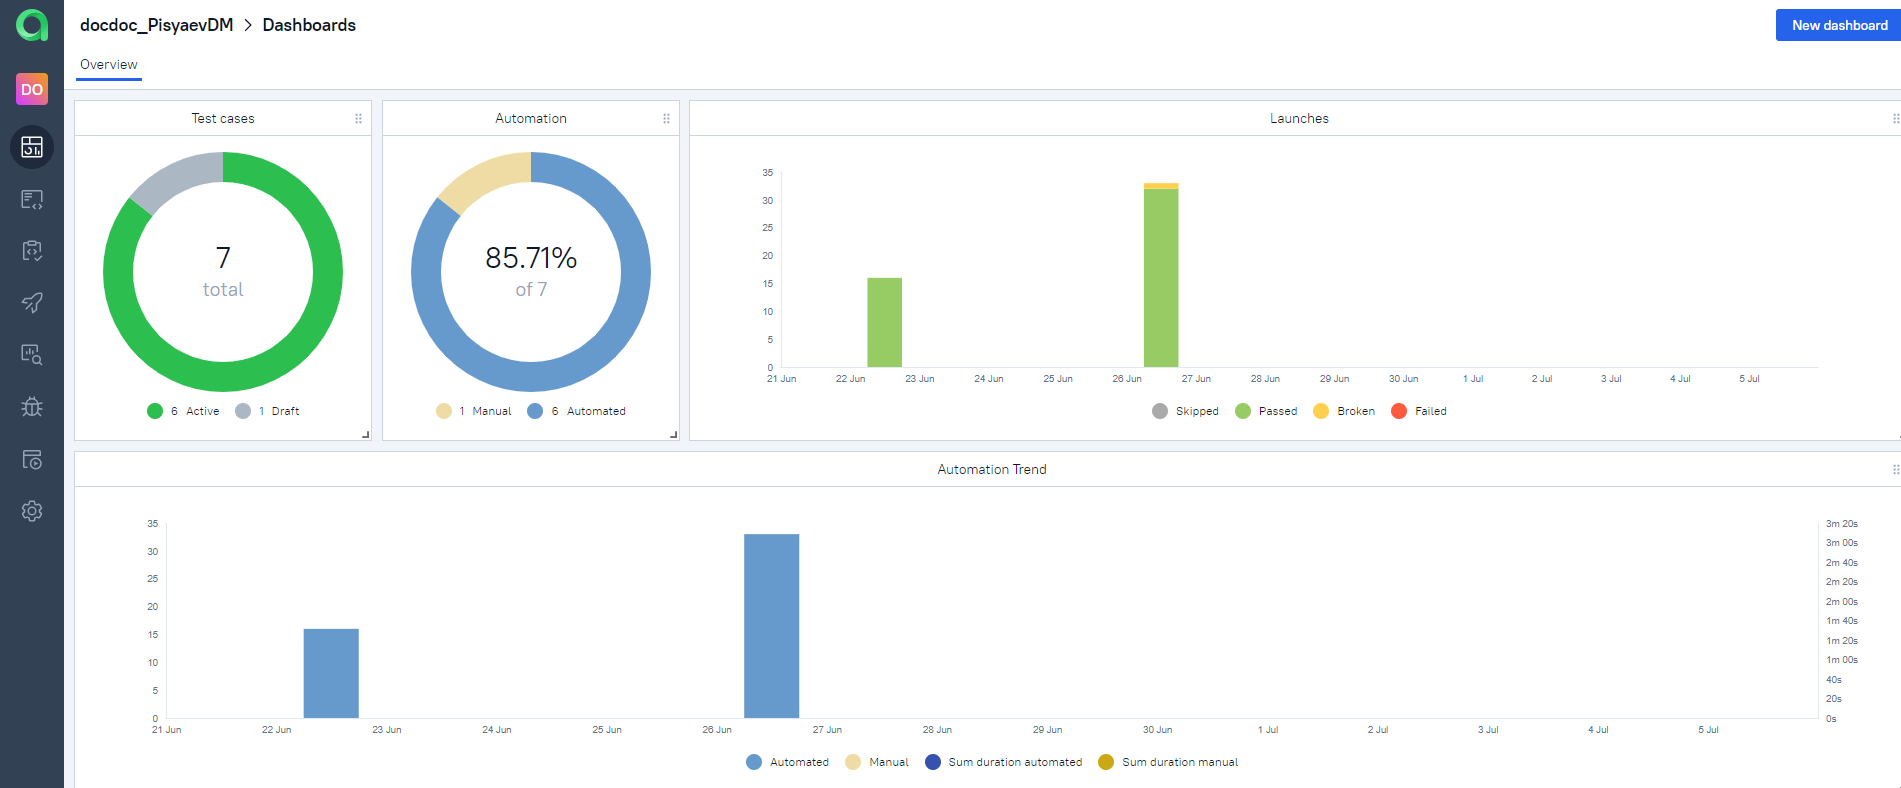 docdoc_PisyaevDM > Dashboards
New dashboard
Overview
DO
Test cases
7
total
6 Active 1 Draft
Automation
85.71%
of 7
1 Manual 6 Automated
Launches
35
30
25
20
15
10
5
0
21 Jun 22 Jun 23 Jun 24 Jun 25 Jun 26 Jun 27 Jun 28 Jun 29 Jun 30 Jun 1 Jul 2 Jul 3 Jul 4 Jul 5 Jul
Skipped Passed Broken Failed
Automation Trend
35
30
25
20
15
10
5
0
3m 20s
3m 00s
2m 40s
2m 20s
2m 00s
1m 40s
1m 20s
1m 00s
40s
20s
0s
21 Jun 22 Jun 23 Jun 24 Jun 25 Jun 26 Jun 27 Jun 28 Jun 29 Jun 30 Jun 1 Jul 2 Jul 3 Jul 4 Jul 5 Jul
Automated Manual Sum duration automated Sum duration manual